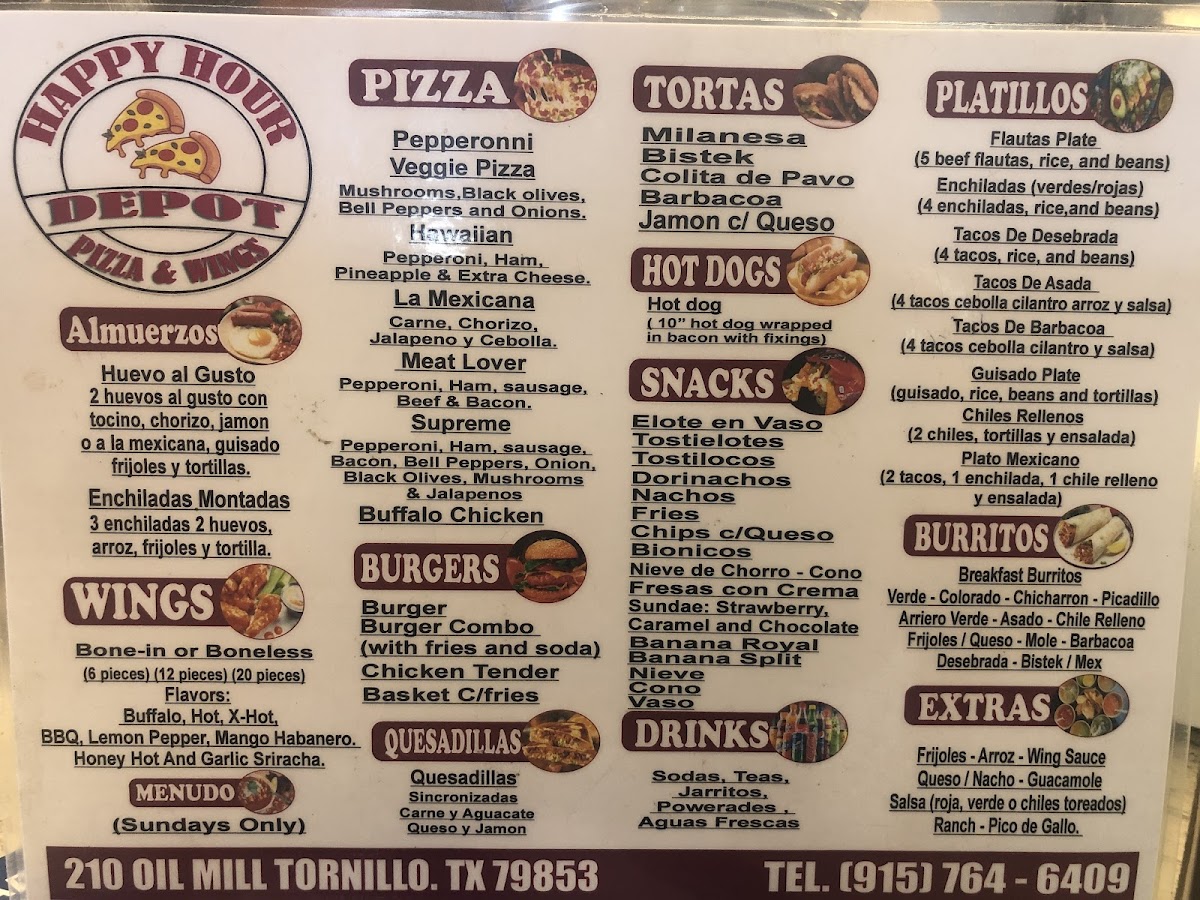 HAPPY HOUR
DEPOT
PIZZA & WINGS
Almuerzos
Huevo al Gusto
2 huevos al gusto con
tocino, chorizo, jamon
o a la mexicana, guisado
frijoles y tortillas.
Enchiladas Montadas
3 enchiladas 2 huevos,
arroz, frijoles y tortilla.
WINGS
Bone-in or Boneless
(6 pieces) (12 pieces) (20 pieces)
Flavors:
Buffalo, Hot, X-Hot,
BBQ, Lemon Pepper, Mango Habanero.
Honey Hot And Garlic Sriracha.
MENUDO
(Sundays Only)
PIZZA
Pepperonni
Veggie Pizza
Mushrooms,Black olives,
Bell Peppers and Onions.
Hawaiian
Pepperoni, Ham,
Pineapple & Extra Cheese.
La Mexicana
Carne, Chorizo,
Jalapeno y Cebolla.
Meat Lover
Pepperoni, Ham, sausage,
Beef & Bacon.
Supreme
Pepperoni, Ham, sausage,
Bacon, Bell Peppers, Onion,
Black Olives, Mushrooms
& Jalapenos
Buffalo Chicken
BURGERS
Burger
Burger Combo
(with fries and soda)
Chicken Tender
Basket C/fries
QUESADILLAS
Quesadillas
Sincronizadas
Carne y Aguacate
Queso y Jamon
TORTAS
Milanesa
Bistek
Colita de Pavo
Barbacoa
Jamon c/ Queso
HOT DOGS
Hot dog
( 10” hot dog wrapped
in bacon with fixings)
SNACKS
Elote en Vaso
Tostielotes
Tostilocos
Dorinachos
Nachos
Fries
Chips c/Queso
Bionicos
Nieve de Chorro - Cono
Fresas con Crema
Sundae: Strawberry,
Caramel and Chocolate
Banana Royal
Banana Split
Nieve
Cono
Vaso
DRINKS
Sodas, Teas,
Jarritos,
Powerades ,
Aguas Frescas
PLATILLOS
Flautas Plate
(5 beef flautas, rice, and beans)
Enchiladas (verdes/rojas)
(4 enchiladas, rice,and beans)
Tacos De Desebrada
(4 tacos, rice, and beans)
Tacos De Asada
(4 tacos cebolla cilantro arroz y salsa)
Tacos De Barbacoa
(4 tacos cebolla cilantro y salsa)
Guisado Plate
(guisado, rice, beans and tortillas)
Chiles Rellenos
(2 chiles, tortillas y ensalada)
Plato Mexicano
(2 tacos, 1 enchilada, 1 chile relleno
y ensalada)
BURRITOS
Breakfast Burritos
Verde - Colorado - Chicharron - Picadillo
Arriero Verde - Asado - Chile Relleno
Frijoles / Queso - Mole - Barbacoa
Desebrada - Bistek / Mex
EXTRAS
Frijoles - Arroz - Wing Sauce
Queso / Nacho - Guacamole
Salsa (roja, verde o chiles toreados)
Ranch - Pico de Gallo.
210 OIL MILL TORNILLO. TX 79853
TEL. (915) 764 - 6409